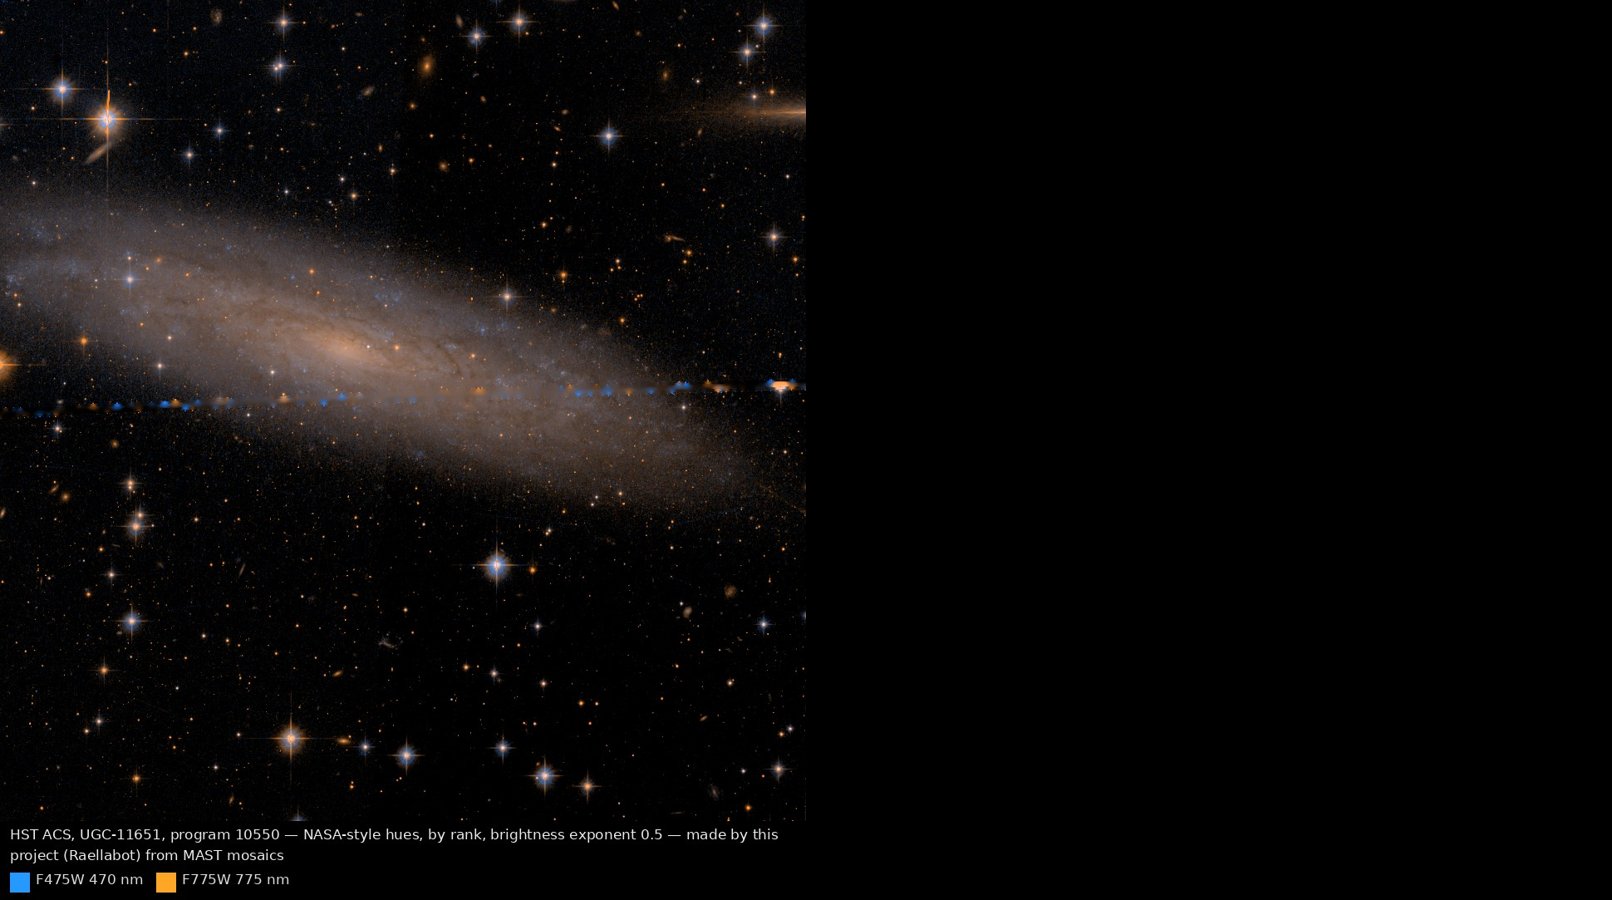 HST ACS, UGC-11651, program 10550 — NASA-style hues, by rank, brightness exponent 0.5 — made by this
project (Raellabot) from MAST mosaics
F475W 470 nm F775W 775 nm